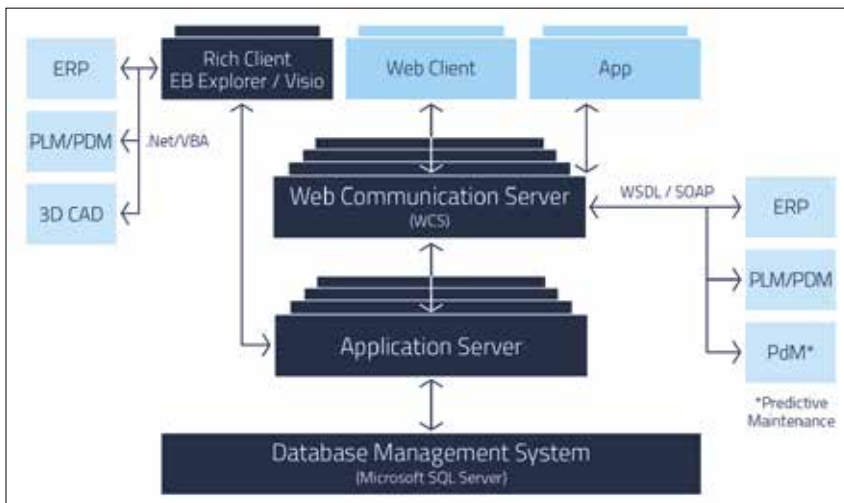 Rich Client
EB Explorer / Visio
Web Client
App
ERP
PLM/PDM
.Net/VBA
3D CAD
Web Communication Server
(WCS)
WSDL / SOAP
ERP
PLM/PDM
PdM*
*Predictive
Maintenance
Application Server
Database Management System
(Microsoft SQL Server)